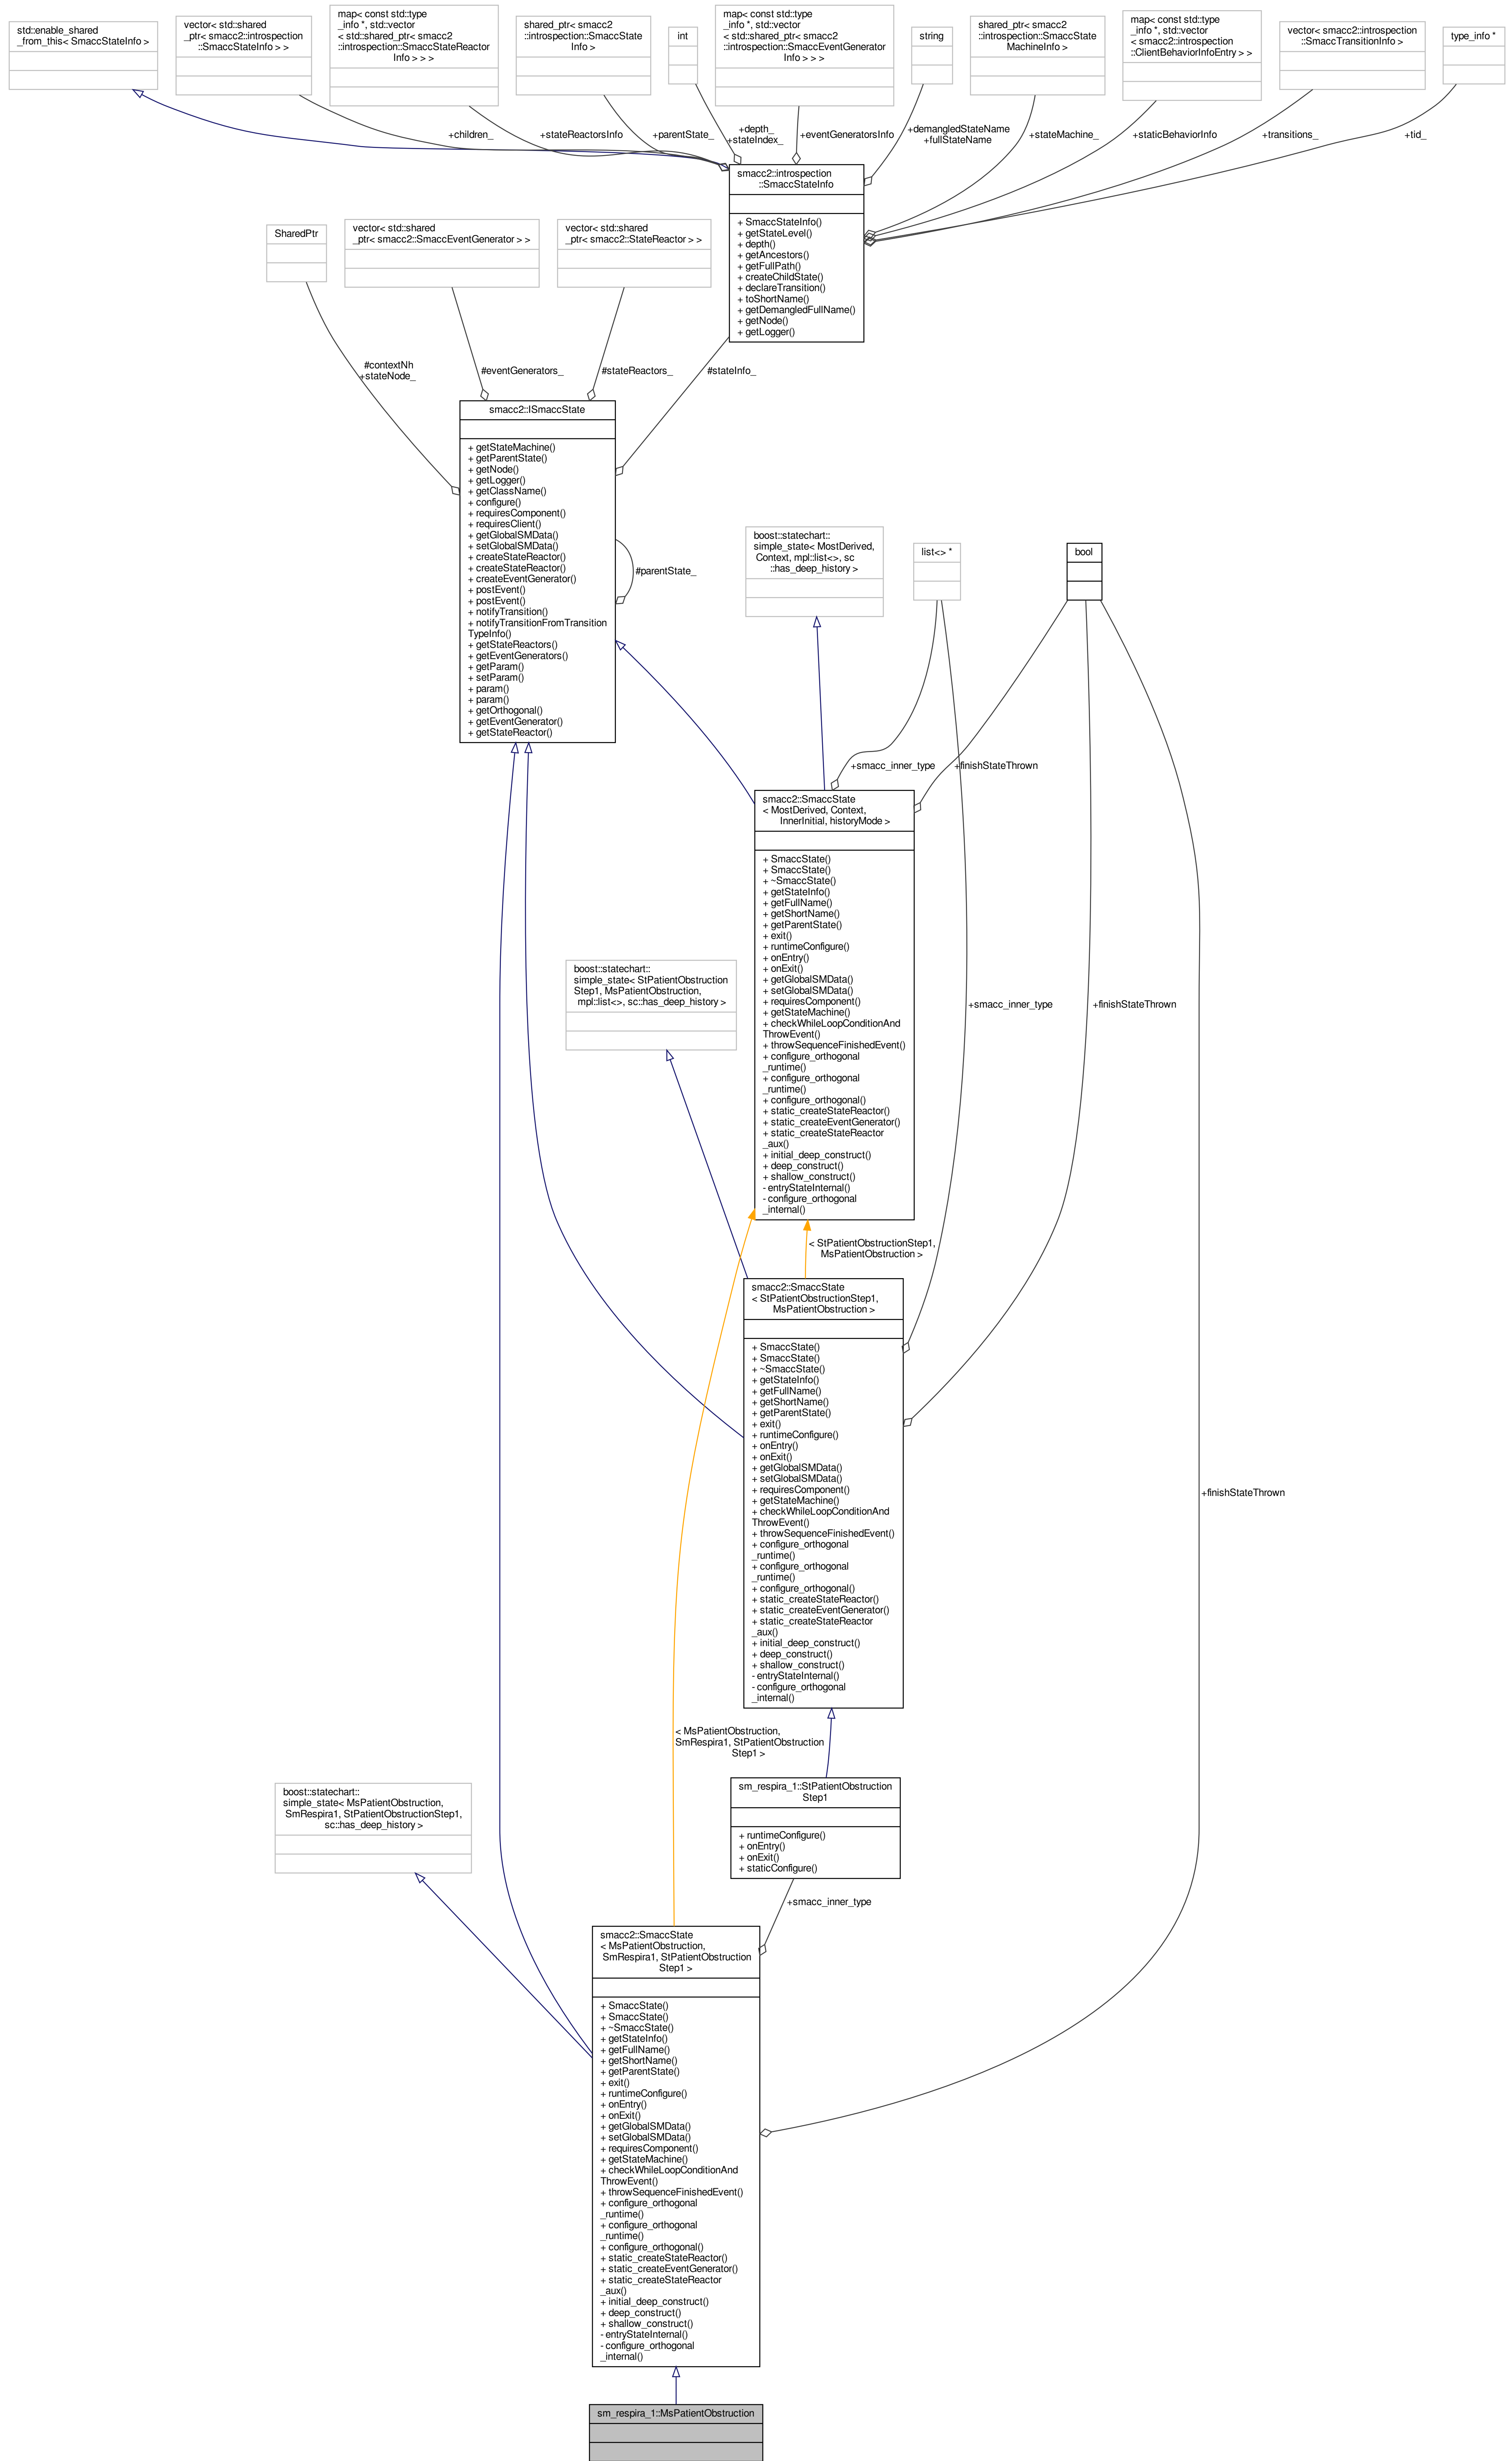 std::enable_shared
_from_this< SmaccStateInfo >
vector< std::shared
_ptr< smacc2::introspection
::SmaccStateInfo > >
map< const std::type
_info *, std::vector
< std::shared_ptr< smacc2
::introspection::SmaccStateReactor
Info > > >
shared_ptr< smacc2
::introspection::SmaccState
Info >
int
map< const std::type
_info *, std::vector
< std::shared_ptr< smacc2
::introspection::SmaccEventGenerator
Info > > >
string
shared_ptr< smacc2
::introspection::SmaccState
MachineInfo >
map< const std::type
_info *, std::vector
< smacc2::introspection
::ClientBehaviorInfoEntry > >
vector< smacc2::introspection
::SmaccTransitionInfo >
type_info *
+children_
+stateReactorsInfo
+parentState_
+depth_
+stateIndex_
+eventGeneratorsInfo
+demangledStateName
+fullStateName
+stateMachine_
+staticBehaviorInfo
+transitions_
+tid_
smacc2::introspection
::SmaccStateInfo
+ SmaccStateInfo()
+ getStateLevel()
+ depth()
+ getAncestors()
+ getFullPath()
+ createChildState()
+ declareTransition()
+ toShortName()
+ getDemangledFullName()
+ getNode()
+ getLogger()
SharedPtr
vector< std::shared
_ptr< smacc2::SmaccEventGenerator > >
vector< std::shared
_ptr< smacc2::StateReactor > >
#contextNh
+stateNode_
#eventGenerators_
#stateReactors_
#stateInfo_
smacc2::ISmaccState
+ getStateMachine()
+ getParentState()
+ getNode()
+ getLogger()
+ getClassName()
+ configure()
+ requiresComponent()
+ requiresClient()
+ getGlobalSMData()
+ setGlobalSMData()
+ createStateReactor()
+ createStateReactor()
+ createEventGenerator()
+ postEvent()
+ postEvent()
+ notifyTransition()
+ notifyTransitionFromTransition
TypeInfo()
+ getStateReactors()
+ getEventGenerators()
+ getParam()
+ setParam()
+ param()
+ param()
+ getOrthogonal()
+ getEventGenerator()
+ getStateReactor()
#parentState_
boost::statechart::
simple_state< MostDerived,
Context, mpl::list<>, sc
::has_deep_history >
list<> *
bool
+smacc_inner_type
+finishStateThrown
smacc2::SmaccState
< MostDerived, Context,
InnerInitial, historyMode >
+ SmaccState()
+ SmaccState()
+ ~SmaccState()
+ getStateInfo()
+ getFullName()
+ getShortName()
+ getParentState()
+ exit()
+ runtimeConfigure()
+ onEntry()
+ onExit()
+ getGlobalSMData()
+ setGlobalSMData()
+ requiresComponent()
+ getStateMachine()
+ checkWhileLoopConditionAnd
ThrowEvent()
+ throwSequenceFinishedEvent()
+ configure_orthogonal
_runtime()
+ configure_orthogonal
_runtime()
+ configure_orthogonal()
+ static_createStateReactor()
+ static_createEventGenerator()
+ static_createStateReactor
_aux()
+ initial_deep_construct()
+ deep_construct()
+ shallow_construct()
- entryStateInternal()
- configure_orthogonal
_internal()
boost::statechart::
simple_state< StPatientObstruction
Step1, MsPatientObstruction,
mpl::list<>, sc::has_deep_history >
+smacc_inner_type
+finishStateThrown
< StPatientObstructionStep1,
MsPatientObstruction >
smacc2::SmaccState
< StPatientObstructionStep1,
MsPatientObstruction >
+ SmaccState()
+ SmaccState()
+ ~SmaccState()
+ getStateInfo()
+ getFullName()
+ getShortName()
+ getParentState()
+ exit()
+ runtimeConfigure()
+ onEntry()
+ onExit()
+ getGlobalSMData()
+ setGlobalSMData()
+ requiresComponent()
+ getStateMachine()
+ checkWhileLoopConditionAnd
ThrowEvent()
+ throwSequenceFinishedEvent()
+ configure_orthogonal
_runtime()
+ configure_orthogonal
_runtime()
+ configure_orthogonal()
+ static_createStateReactor()
+ static_createEventGenerator()
+ static_createStateReactor
_aux()
+ initial_deep_construct()
+ deep_construct()
+ shallow_construct()
- entryStateInternal()
- configure_orthogonal
_internal()
+finishStateThrown
< MsPatientObstruction,
SmRespira1, StPatientObstruction
Step1 >
boost::statechart::
simple_state< MsPatientObstruction,
SmRespira1, StPatientObstructionStep1,
sc::has_deep_history >
sm_respira_1::StPatientObstruction
Step1
+ runtimeConfigure()
+ onEntry()
+ onExit()
+ staticConfigure()
+smacc_inner_type
smacc2::SmaccState
< MsPatientObstruction,
SmRespira1, StPatientObstruction
Step1 >
+ SmaccState()
+ SmaccState()
+ ~SmaccState()
+ getStateInfo()
+ getFullName()
+ getShortName()
+ getParentState()
+ exit()
+ runtimeConfigure()
+ onEntry()
+ onExit()
+ getGlobalSMData()
+ setGlobalSMData()
+ requiresComponent()
+ getStateMachine()
+ checkWhileLoopConditionAnd
ThrowEvent()
+ throwSequenceFinishedEvent()
+ configure_orthogonal
_runtime()
+ configure_orthogonal
_runtime()
+ configure_orthogonal()
+ static_createStateReactor()
+ static_createEventGenerator()
+ static_createStateReactor
_aux()
+ initial_deep_construct()
+ deep_construct()
+ shallow_construct()
- entryStateInternal()
- configure_orthogonal
_internal()
sm_respira_1::MsPatientObstruction